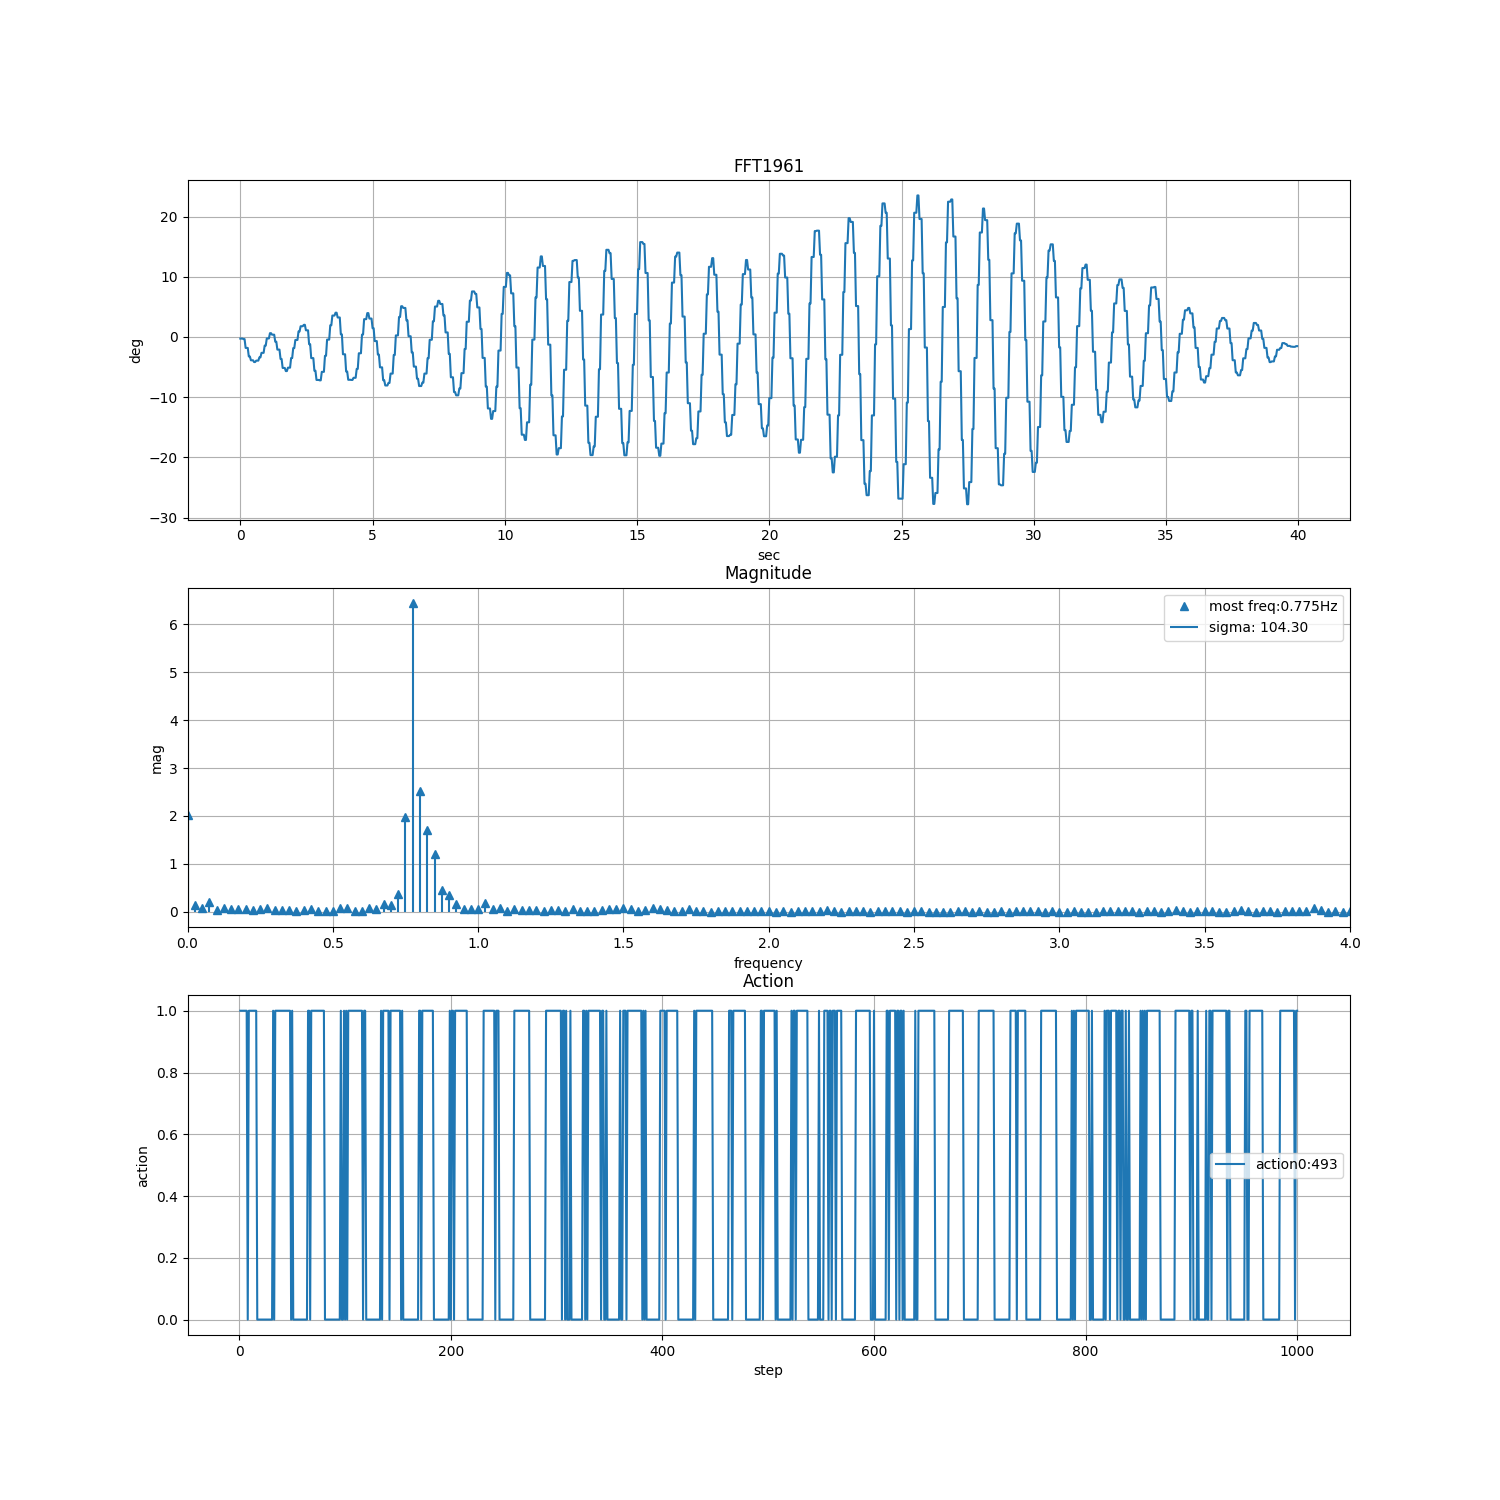 FFT1961
20
10
0
−10
−20
−30
deg
0 5 10 15 20 25 30 35 40
sec
Magnitude
most freq:0.775Hz
sigma: 104.30
6
5
4
3
2
1
0
mag
0.0 0.5 1.0 1.5 2.0 2.5 3.0 3.5 4.0
frequency
Action
1.0
0.8
0.6
0.4
0.2
0.0
action
action0:493
0 200 400 600 800 1000
step